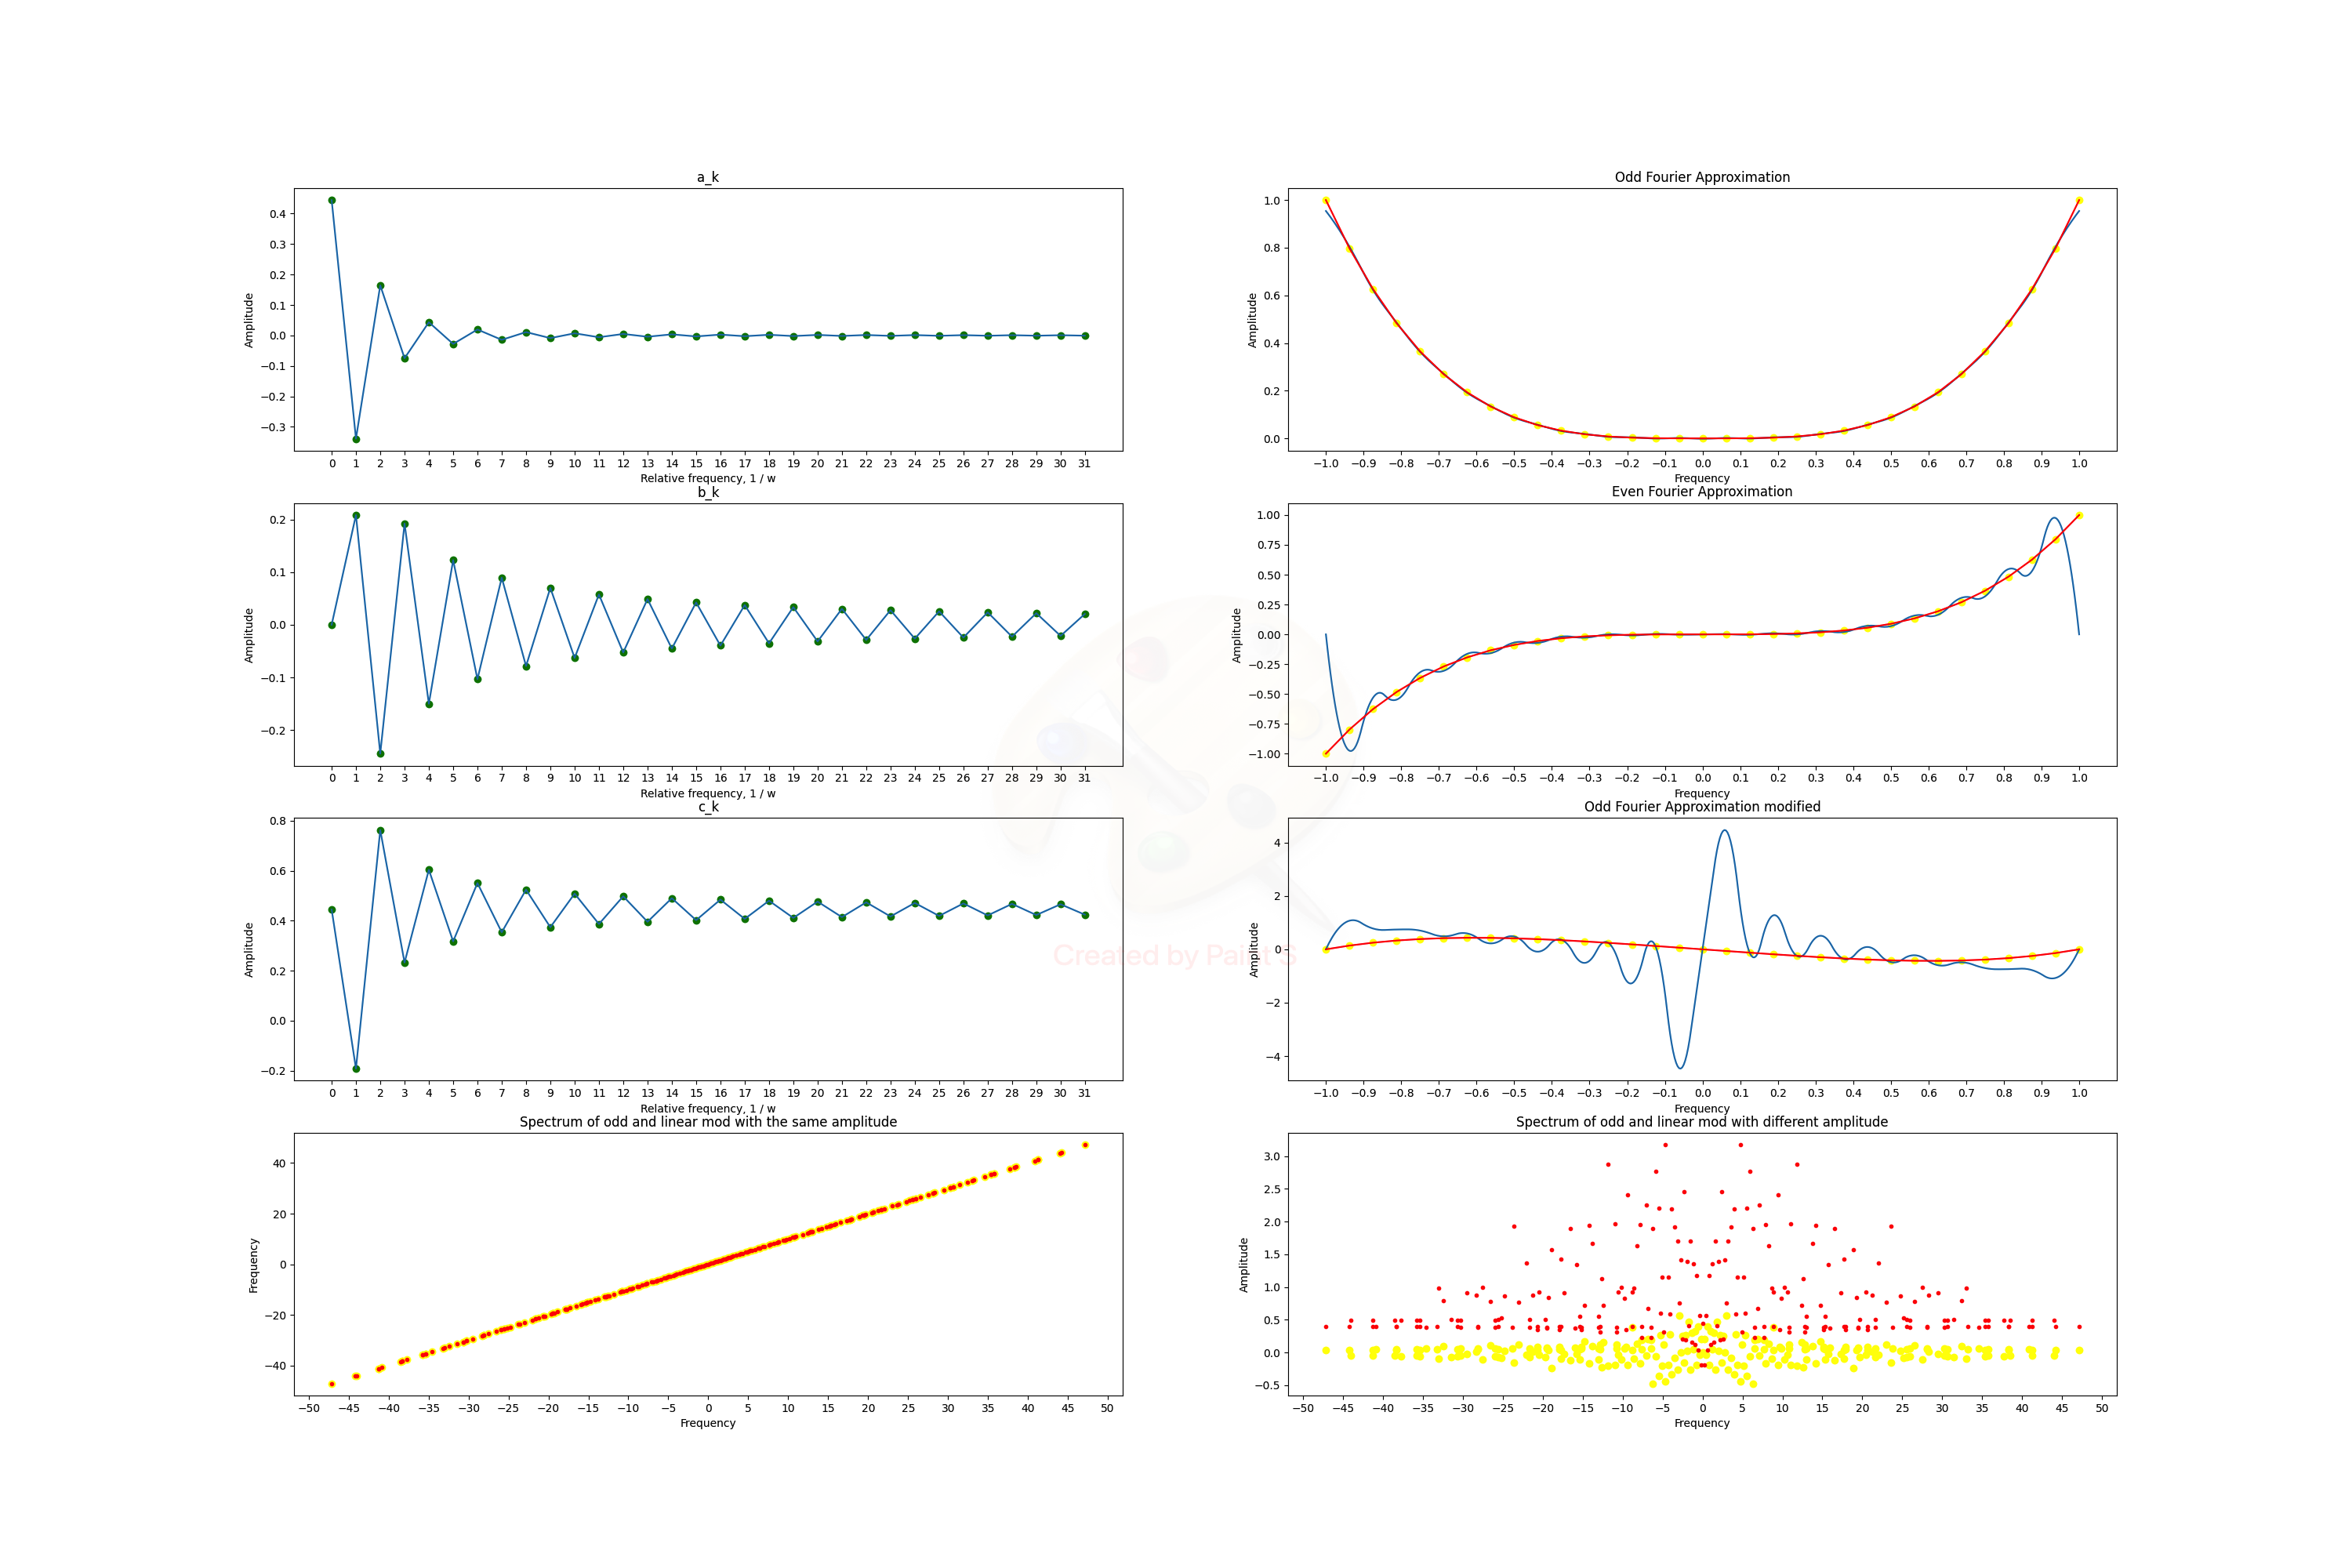 a_k
0.4
0.3
0.2
0.1
0.0
−0.1
−0.2
−0.3
Amplitude
0 1 2 3 4 5 6 7 8 9 10 11 12 13 14 15 16 17 18 19 20 21 22 23 24 25 26 27 28 29 30 31
Relative frequency, 1 / w
Odd Fourier Approximation
1.0
0.8
0.6
0.4
0.2
0.0
Amplitude
−1.0 −0.9 −0.8 −0.7 −0.6 −0.5 −0.4 −0.3 −0.2 −0.1 0.0 0.1 0.2 0.3 0.4 0.5 0.6 0.7 0.8 0.9 1.0
Frequency
b_k
0.2
0.1
0.0
−0.1
−0.2
Amplitude
0 1 2 3 4 5 6 7 8 9 10 11 12 13 14 15 16 17 18 19 20 21 22 23 24 25 26 27 28 29 30 31
Relative frequency, 1 / w
Even Fourier Approximation
1.00
0.75
0.50
0.25
0.00
−0.25
−0.50
−0.75
−1.00
Amplitude
−1.0 −0.9 −0.8 −0.7 −0.6 −0.5 −0.4 −0.3 −0.2 −0.1 0.0 0.1 0.2 0.3 0.4 0.5 0.6 0.7 0.8 0.9 1.0
Frequency
c_k
0.8
0.6
0.4
0.2
0.0
−0.2
Amplitude
0 1 2 3 4 5 6 7 8 9 10 11 12 13 14 15 16 17 18 19 20 21 22 23 24 25 26 27 28 29 30 31
Relative frequency, 1 / w
Created by Paint S
Odd Fourier Approximation modified
4
2
0
−2
−4
Amplitude
−1.0 −0.9 −0.8 −0.7 −0.6 −0.5 −0.4 −0.3 −0.2 −0.1 0.0 0.1 0.2 0.3 0.4 0.5 0.6 0.7 0.8 0.9 1.0
Frequency
Spectrum of odd and linear mod with the same amplitude
40
20
0
−20
−40
Frequency
−50 −45 −40 −35 −30 −25 −20 −15 −10 −5 0 5 10 15 20 25 30 35 40 45 50
Frequency
Spectrum of odd and linear mod with different amplitude
3.0
2.5
2.0
1.5
1.0
0.5
0.0
−0.5
Amplitude
−50 −45 −40 −35 −30 −25 −20 −15 −10 −5 0 5 10 15 20 25 30 35 40 45 50
Frequency